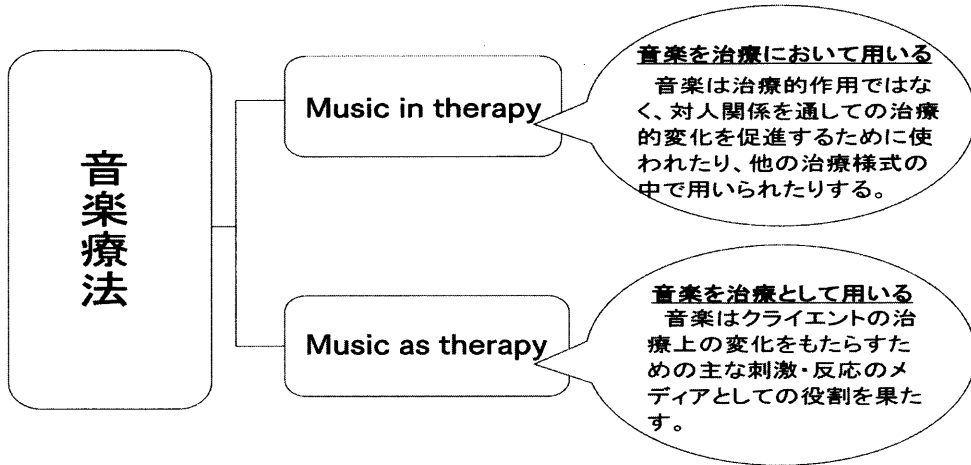 音楽療法
Music in therapy
音楽を治療において用いる
音楽は治療的作用ではな
く、対人関係を通しての治療
的変化を促進するために使
われたり、他の治療様式の
中で用いられたりする。
Music as therapy
音楽を治療として用いる
音楽はクライエントの治
療上の変化をもたらすた
めの主な刺激・反応のメ
ディアとしての役割を果た
す。